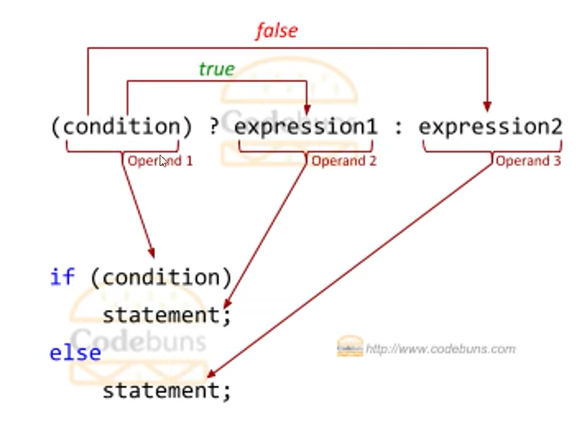 false
true
(condition) ? expression1 : expression2
Operand 1 Operand 2 Operand 3
if (condition)
statement;
else
statement;
Codebuns
Codebuns
http://www.codebuns.com